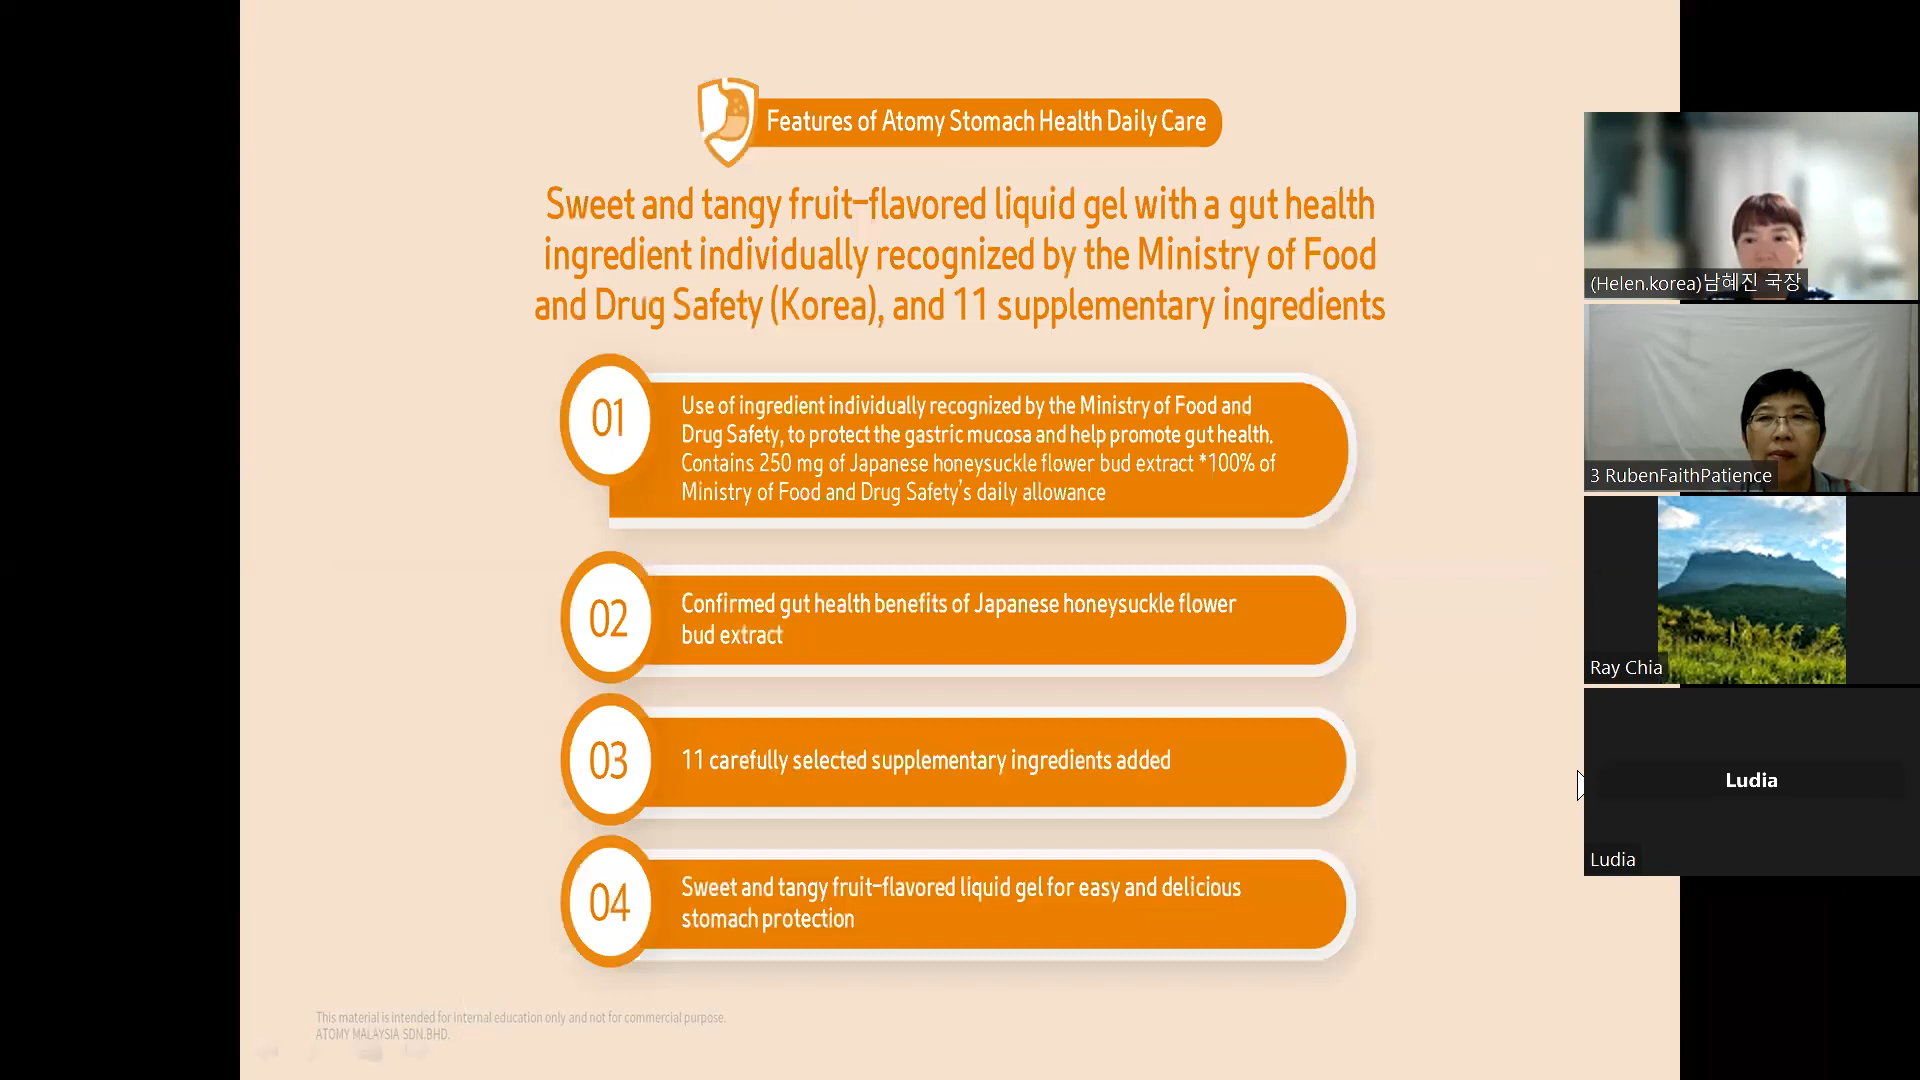 Features of Atomy Stomach Health Daily Care
Sweet and tangy fruit-flavored liquid gel with a gut health
ingredient individually recognized by the Ministry of Food
and Drug Safety (Korea), and 11 supplementary ingredients
01
Use of ingredient individually recognized by the Ministry of Food and
Drug Safety, to protect the gastric mucosa and help promote gut health.
Contains 250 mg of Japanese honeysuckle flower bud extract *100% of
Ministry of Food and Drug Safety's daily allowance
02
Confirmed gut health benefits of Japanese honeysuckle flower
bud extract
03
11 carefully selected supplementary ingredients added
04
Sweet and tangy fruit-flavored liquid gel for easy and delicious
stomach protection
This material is intended for internal education only and not for commercial purpose.
ATOMY MALAYSIA SDN.BHD.
(Helen.korea)남혜진 국장
3 RubenFaithPatience
Ray Chia
Ludia
Ludia